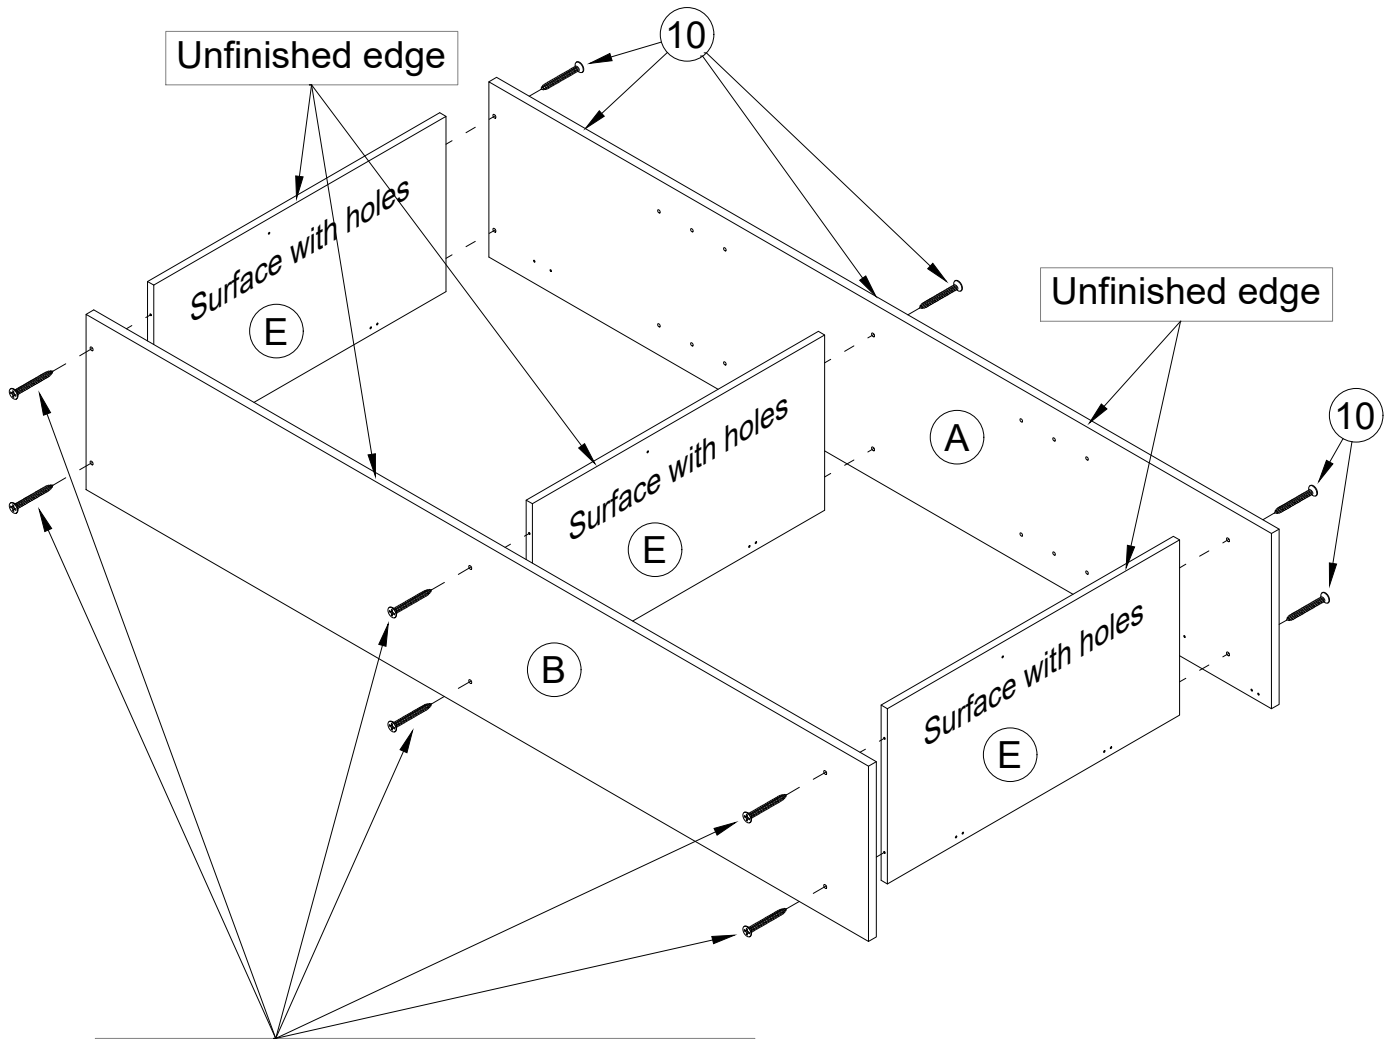 10
Unfinished edge
Surface with holes
E
Unfinished edge
10
Surface with holes
E
A
B
Surface with holes
E